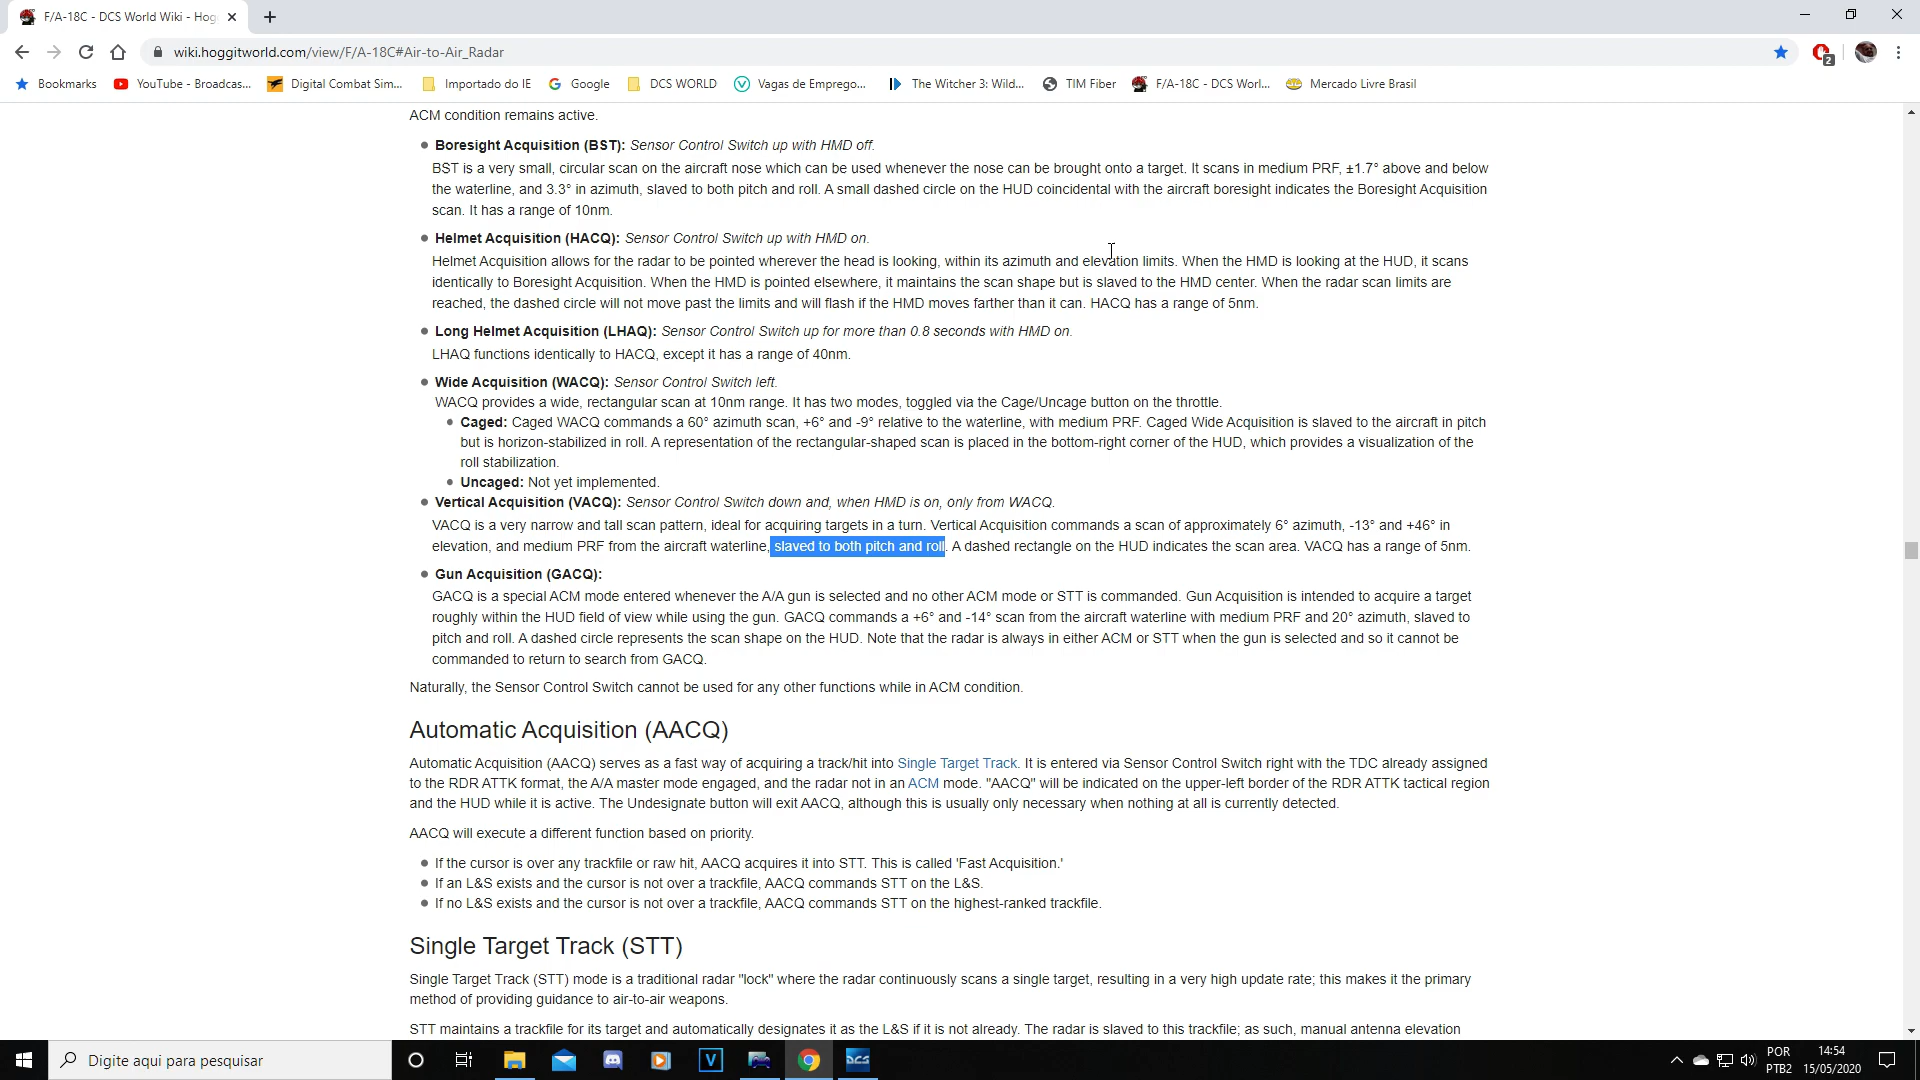 F/A-18C - DCS World Wiki - Hog
wiki.hoggitworld.com/view/F/A-18C#Air-to-Air_Radar
2
Bookmarks
YouTube - Broadcas...
Digital Combat Sim...
Importado do IE
Google
DCS WORLD
Vagas de Emprego...
The Witcher 3: Wild...
TIM Fiber
F/A-18C - DCS Worl...
Mercado Livre Brasil
ACM condition remains active.
Boresight Acquisition (BST): Sensor Control Switch up with HMD off.
BST is a very small, circular scan on the aircraft nose which can be used whenever the nose can be brought onto a target. It scans in medium PRF, ±1.7° above and below
the waterline, and 3.3° in azimuth, slaved to both pitch and roll. A small dashed circle on the HUD coincidental with the aircraft boresight indicates the Boresight Acquisition
scan. It has a range of 10nm.
Helmet Acquisition (HACQ): Sensor Control Switch up with HMD on.
Helmet Acquisition allows for the radar to be pointed wherever the head is looking, within its azimuth and elevation limits. When the HMD is looking at the HUD, it scans
identically to Boresight Acquisition. When the HMD is pointed elsewhere, it maintains the scan shape but is slaved to the HMD center. When the radar scan limits are
reached, the dashed circle will not move past the limits and will flash if the HMD moves farther than it can. HACQ has a range of 5nm.
Long Helmet Acquisition (LHAQ): Sensor Control Switch up for more than 0.8 seconds with HMD on.
LHAQ functions identically to HACQ, except it has a range of 40nm.
Wide Acquisition (WACQ): Sensor Control Switch left.
WACQ provides a wide, rectangular scan at 10nm range. It has two modes, toggled via the Cage/Uncage button on the throttle.
Caged: Caged WACQ commands a 60° azimuth scan, +6° and -9° relative to the waterline, with medium PRF. Caged Wide Acquisition is slaved to the aircraft in pitch
but is horizon-stabilized in roll. A representation of the rectangular-shaped scan is placed in the bottom-right corner of the HUD, which provides a visualization of the
roll stabilization.
Uncaged: Not yet implemented.
Vertical Acquisition (VACQ): Sensor Control Switch down and, when HMD is on, only from WACQ.
VACQ is a very narrow and tall scan pattern, ideal for acquiring targets in a turn. Vertical Acquisition commands a scan of approximately 6° azimuth, -13° and +46° in
elevation, and medium PRF from the aircraft waterline, slaved to both pitch and roll. A dashed rectangle on the HUD indicates the scan area. VACQ has a range of 5nm.
Gun Acquisition (GACQ):
GACQ is a special ACM mode entered whenever the A/A gun is selected and no other ACM mode or STT is commanded. Gun Acquisition is intended to acquire a target
roughly within the HUD field of view while using the gun. GACQ commands a +6° and -14° scan from the aircraft waterline with medium PRF and 20° azimuth, slaved to
pitch and roll. A dashed circle represents the scan shape on the HUD. Note that the radar is always in either ACM or STT when the gun is selected and so it cannot be
commanded to return to search from GACQ.
Naturally, the Sensor Control Switch cannot be used for any other functions while in ACM condition.
Automatic Acquisition (AACQ)
Automatic Acquisition (AACQ) serves as a fast way of acquiring a track/hit into Single Target Track. It is entered via Sensor Control Switch right with the TDC already assigned
to the RDR ATTK format, the A/A master mode engaged, and the radar not in an ACM mode. "AACQ" will be indicated on the upper-left border of the RDR ATTK tactical region
and the HUD while it is active. The Undesignate button will exit AACQ, although this is usually only necessary when nothing at all is currently detected.
AACQ will execute a different function based on priority.
If the cursor is over any trackfile or raw hit, AACQ acquires it into STT. This is called 'Fast Acquisition.'
If an L&S exists and the cursor is not over a trackfile, AACQ commands STT on the L&S.
If no L&S exists and the cursor is not over a trackfile, AACQ commands STT on the highest-ranked trackfile.
Single Target Track (STT)
Single Target Track (STT) mode is a traditional radar "lock" where the radar continuously scans a single target, resulting in a very high update rate; this makes it the primary
method of providing guidance to air-to-air weapons.
STT maintains a trackfile for its target and automatically designates it as the L&S if it is not already. The radar is slaved to this trackfile; as such, manual antenna elevation
Digite aqui para pesquisar
V
DCS
POR
PTB2
14:54
15/05/2020